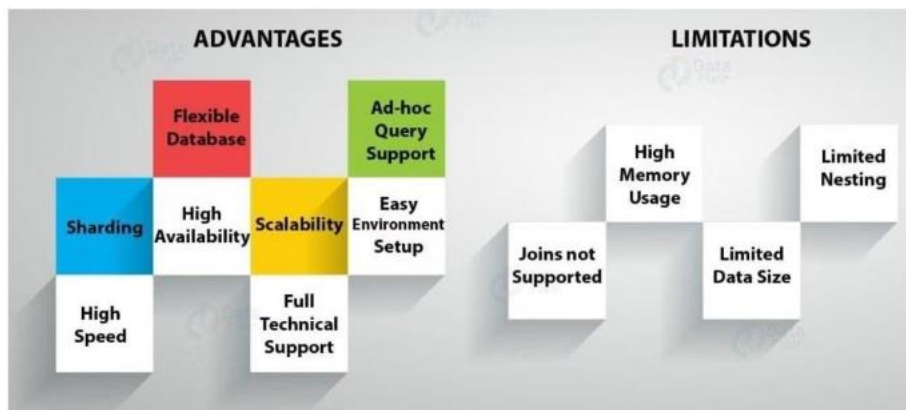 ADVANTAGES
Flexible
Database
Ad-hoc
Query
Support
Sharding
High
Availability
Scalability
Easy
Environment
Setup
High
Speed
Full
Technical
Support
LIMITATIONS
High
Memory
Usage
Limited
Nesting
Joins not
Supported
Limited
Data Size